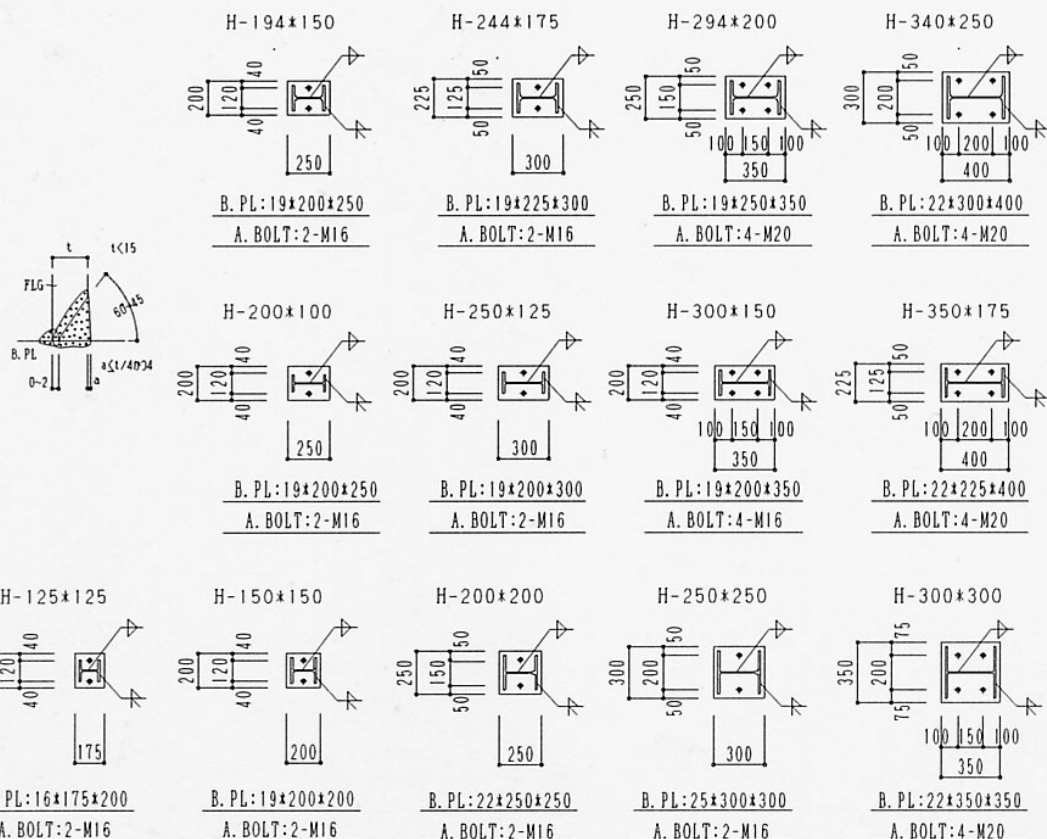 H-194*150
H-244*175
H-294*200
H-340*250
200
120
40
40
250
225
125
50
50
300
250
150
50
50
100 150 100
350
300
200
50
50
100 200 100
400
B. PL:19*200*250
A. BOLT:2-M16
B. PL:19*225*300
A. BOLT:2-M16
B. PL:19*250*350
A. BOLT:4-M20
B. PL:22*300*400
A. BOLT:4-M20
t
t<15
FLG
60~45
B. PL
0~2
a
H-200*100
H-250*125
H-300*150
H-350*175
200
120
40
40
250
200
120
40
40
300
200
120
40
40
100 150 100
350
225
125
50
50
100 200 100
400
B. PL:19*200*250
A. BOLT:2-M16
B. PL:19*200*300
A. BOLT:2-M16
B. PL:19*200*350
A. BOLT:4-M16
B. PL:22*225*400
A. BOLT:4-M20
H-125*125
H-150*150
H-200*200
H-250*250
H-300*300
120
40
40
175
200
120
40
40
200
250
150
50
50
250
300
200
50
50
300
350
200
75
75
100 150 100
350
PL:16*175*200
A. BOLT:2-M16
B. PL:19*200*200
A. BOLT:2-M16
B. PL:22*250*250
A. BOLT:2-M16
B. PL:25*300*300
A. BOLT:2-M16
B. PL:22*350*350
A. BOLT:4-M20